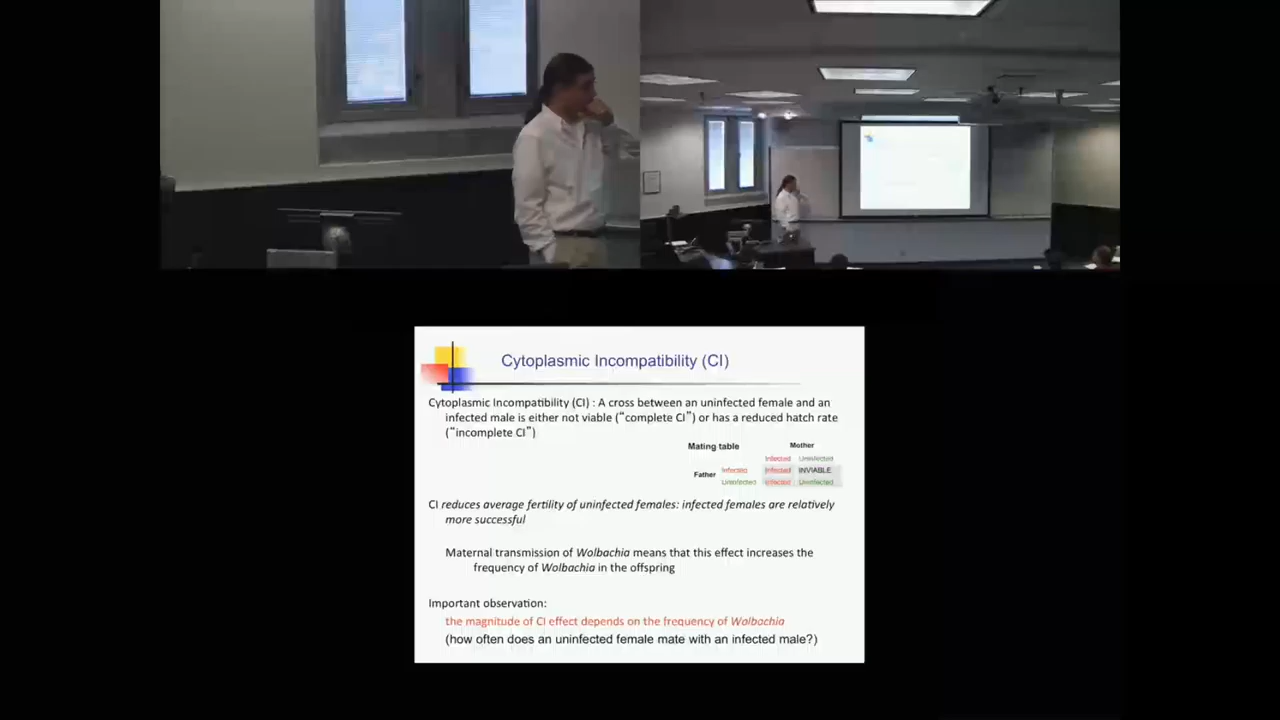 Cytoplasmic Incompatibility (CI)
Cytoplasmic Incompatibility (CI) : A cross between an uninfected female and an
infected male is either not viable (“complete CI”) or has a reduced hatch rate
(“incomplete CI”)
Mating table Mother
Infected Uninfected
Father Infected Infected INVIABLE
Uninfected Infected Uninfected
CI reduces average fertility of uninfected females: infected females are relatively
more successful
Maternal transmission of Wolbachia means that this effect increases the
frequency of Wolbachia in the offspring
Important observation:
the magnitude of CI effect depends on the frequency of Wolbachia
(how often does an uninfected female mate with an infected male?)